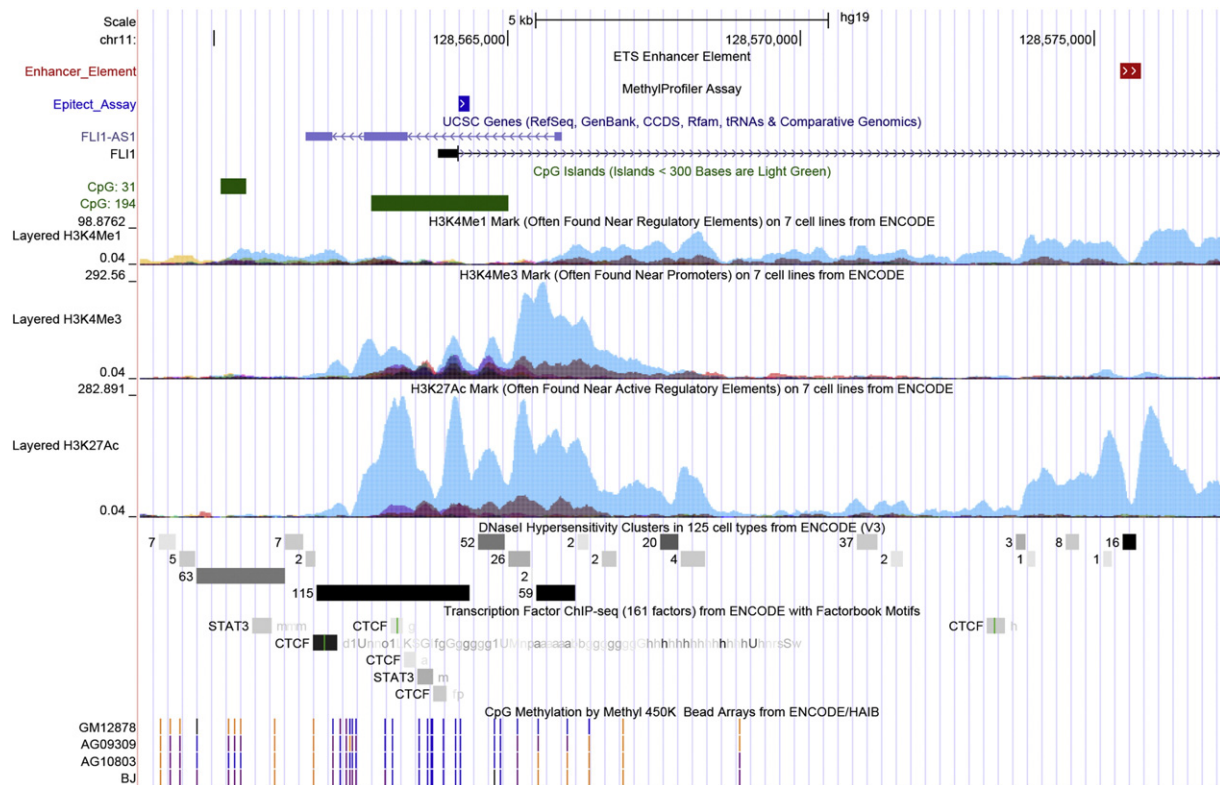 Scale 5 kb hg19
chr11: 128,565,000 128,570,000 128,575,000
ETS Enhancer Element
Enhancer_Element
MethylProfiler Assay
Epitect_Assay
UCSC Genes (RefSeq, GenBank, CCDS, Rfam, tRNAs & Comparative Genomics)
FLI1-AS1
FLI1
CpG Islands (Islands < 300 Bases are Light Green)
CpG: 31
CpG: 194
98.8762
H3K4Me1 Mark (Often Found Near Regulatory Elements) on 7 cell lines from ENCODE
Layered H3K4Me1
0.04
292.56
H3K4Me3 Mark (Often Found Near Promoters) on 7 cell lines from ENCODE
Layered H3K4Me3
0.04
282.891
H3K27Ac Mark (Often Found Near Active Regulatory Elements) on 7 cell lines from ENCODE
Layered H3K27Ac
0.04
DNaseI Hypersensitivity Clusters in 125 cell types from ENCODE (V3)
7 7 52 2 20 37 3 8 16
5 2 26 2 4 2 1 1
63 2
115 59
Transcription Factor ChIP-seq (161 factors) from ENCODE with Factorbook Motifs
STAT3 mmm CTCF g CTCF h
CTCF
CTCF a
STAT3 m
CTCF fp
CpG Methylation by Methyl 450K Bead Arrays from ENCODE/HAIB
GM12878
AG09309
AG10803
BJ